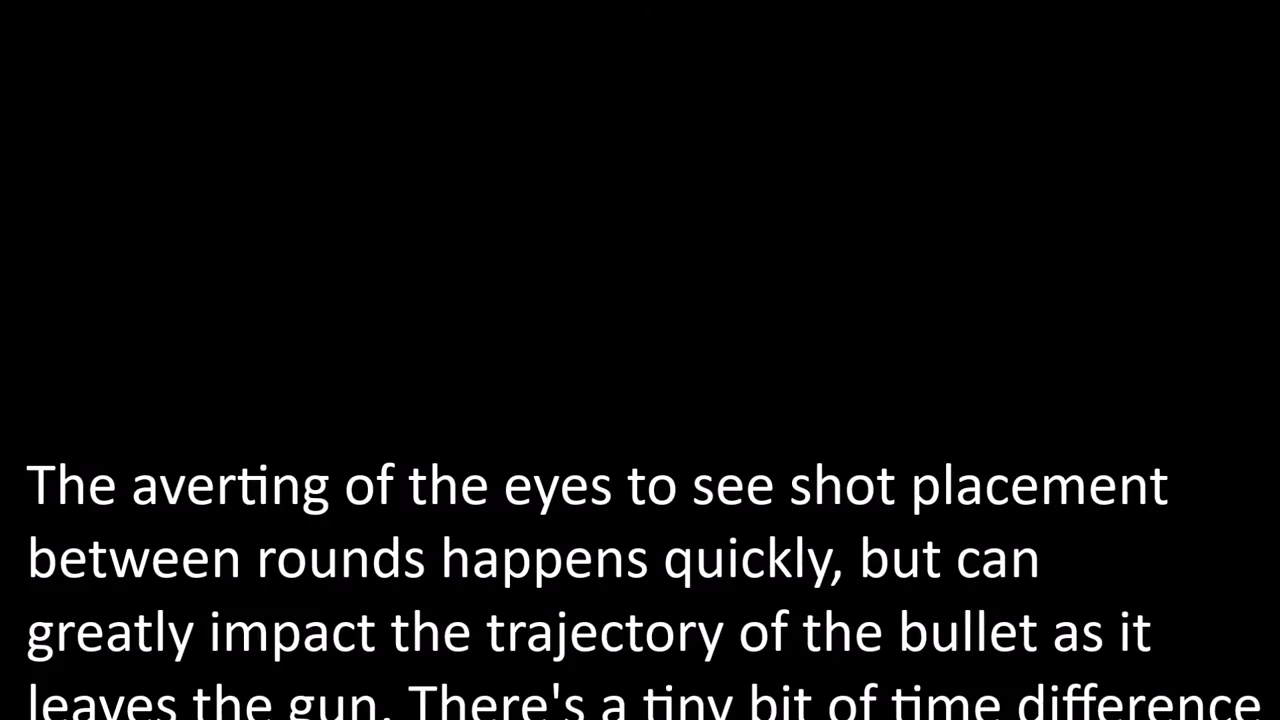 The averting of the eyes to see shot placement
between rounds happens quickly, but can
greatly impact the trajectory of the bullet as it
leaves the gun. There's a tiny bit of time difference